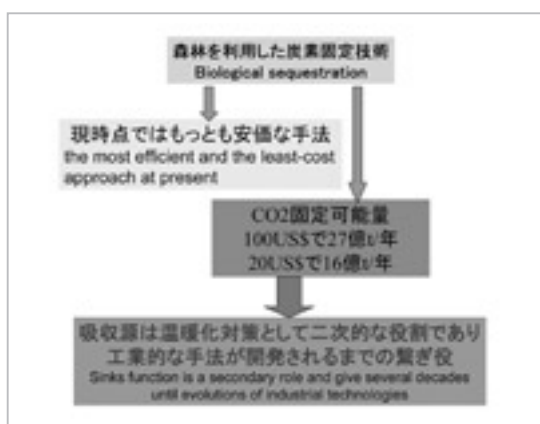 森林を利用した炭素固定技術
Biological sequestration
現時点ではもっとも安価な手法
the most efficient and the least-cost
approach at present
CO2固定可能量
100US$で27億t/年
20US$で16億t/年
吸収源は温暖化対策として二次的な役割であり
工業的な手法が開発されるまでの繋ぎ役
Sinks function is a secondary role and give several decades
until evolutions of industrial technologies